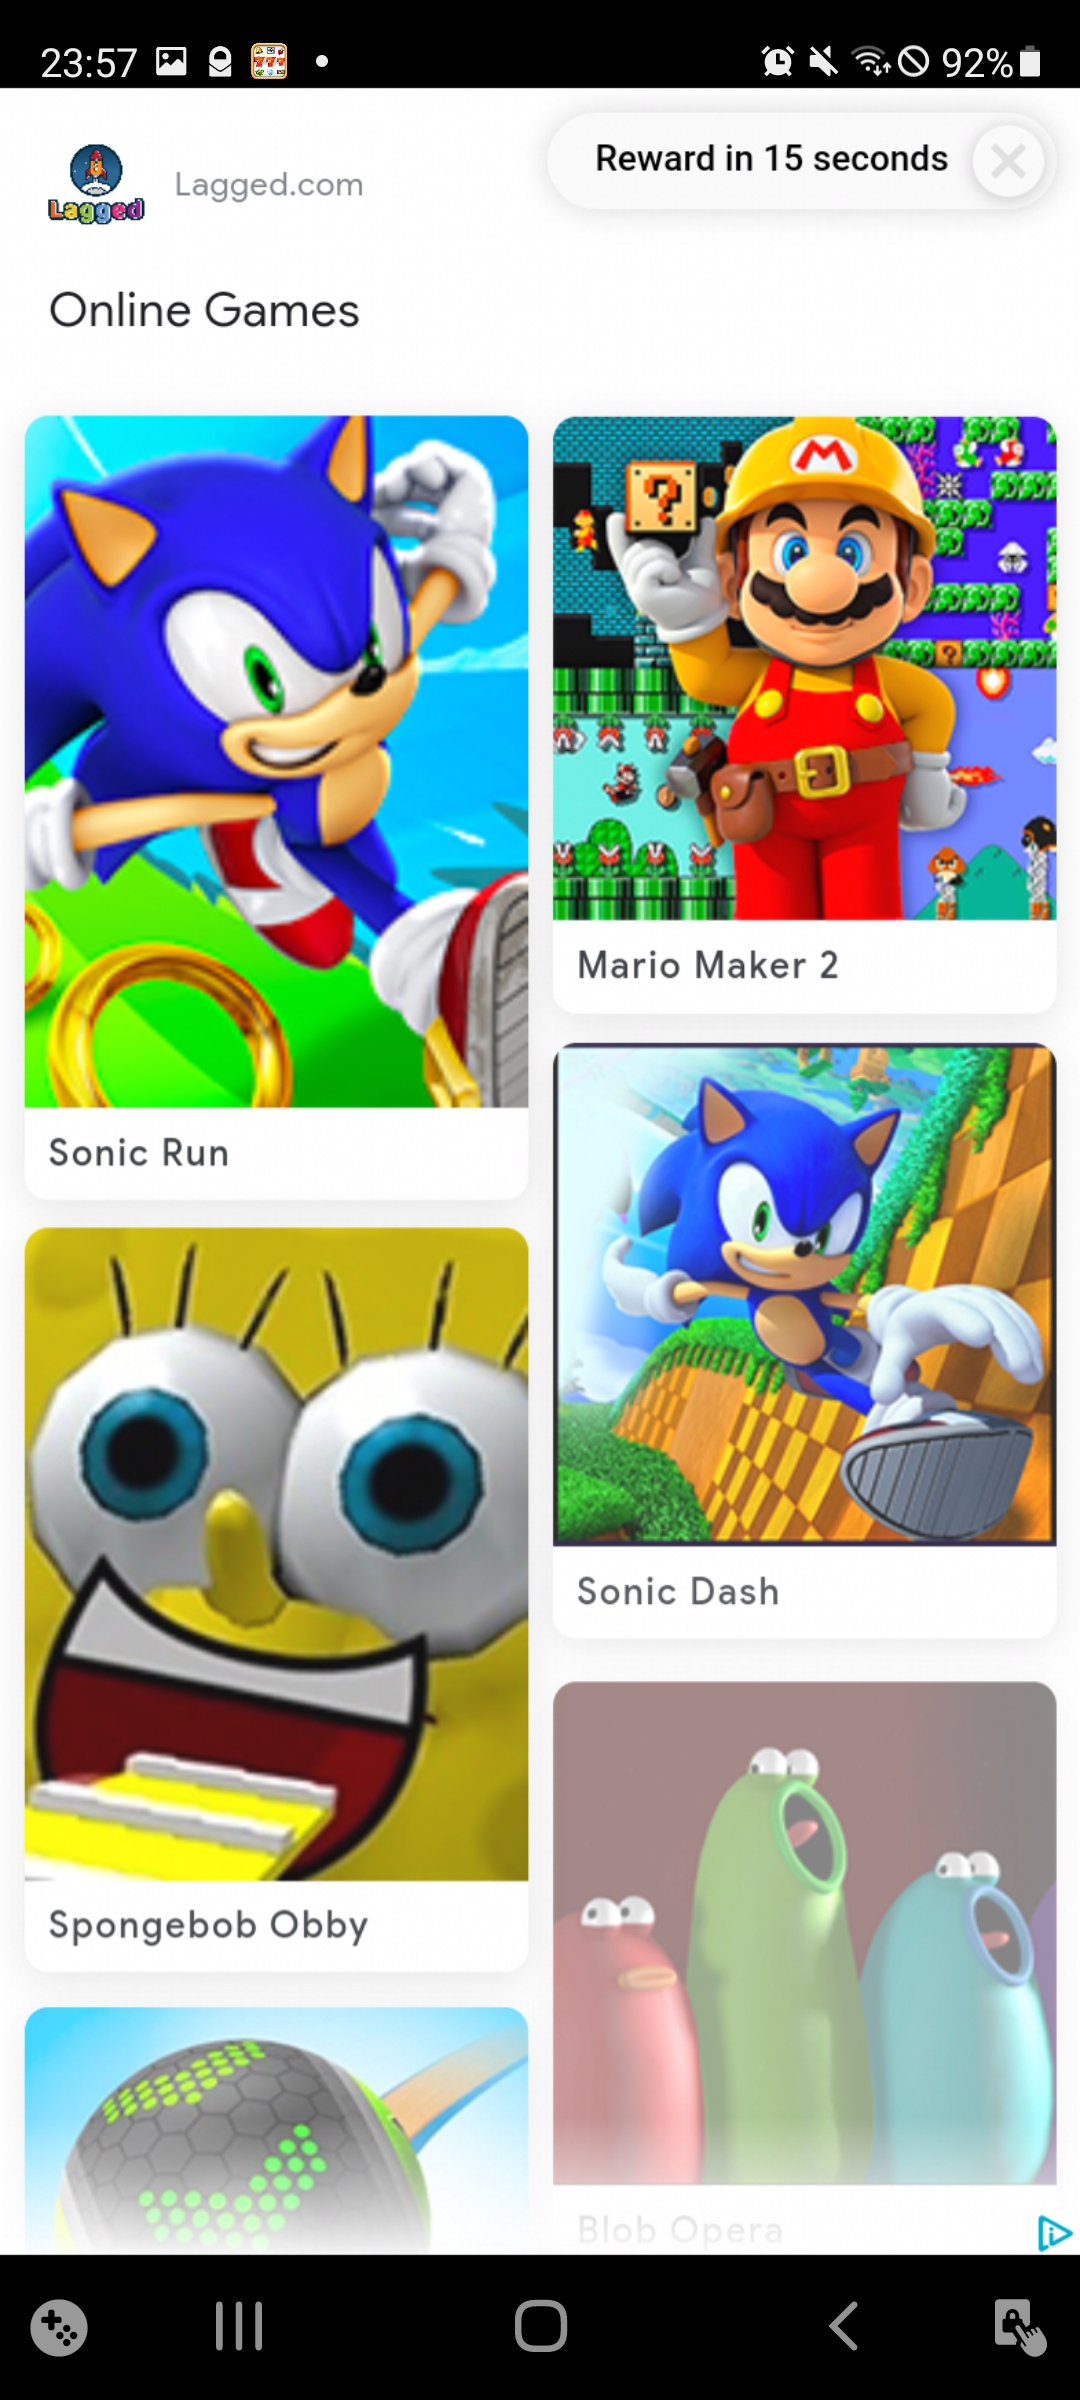 23:57
92%
Lagged
Lagged.com
Reward in 15 seconds
Online Games
Sonic Run
Mario Maker 2
Sonic Dash
Spongebob Obby
Blob Opera